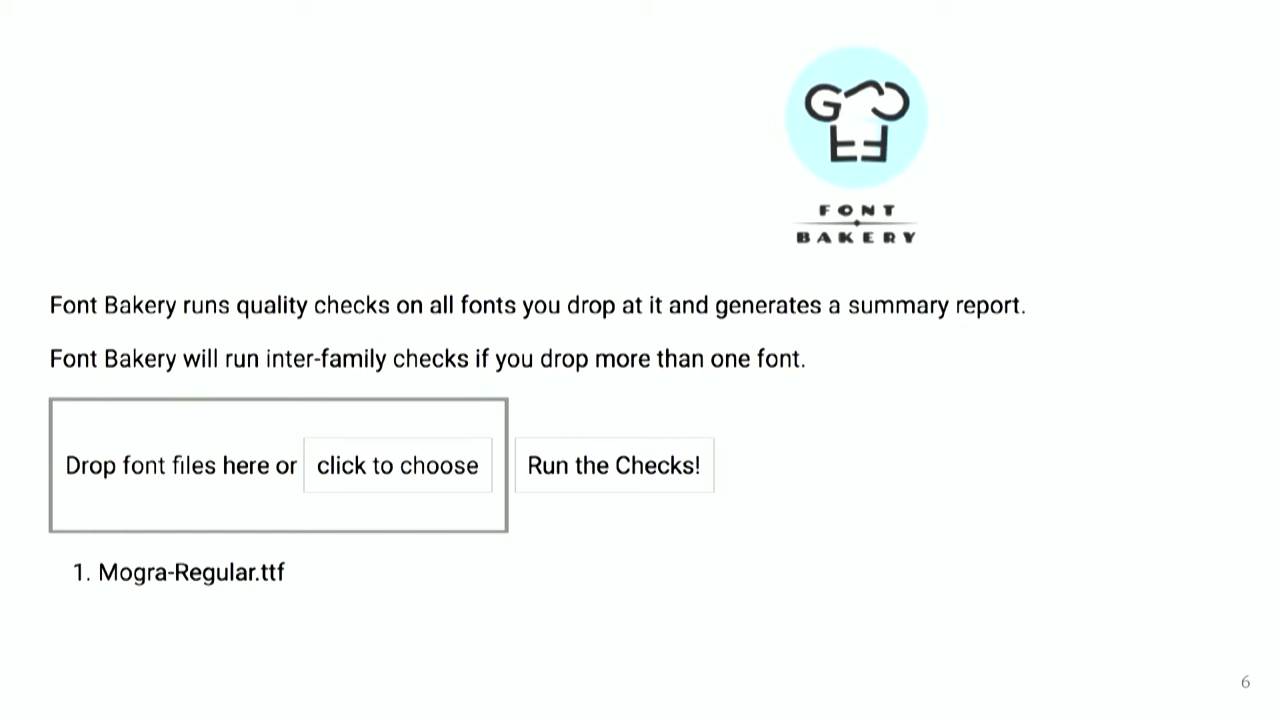 FONT
BAKERY
Font Bakery runs quality checks on all fonts you drop at it and generates a summary report.
Font Bakery will run inter-family checks if you drop more than one font.
Drop font files here or click to choose Run the Checks!
1. Mogra-Regular.ttf
6